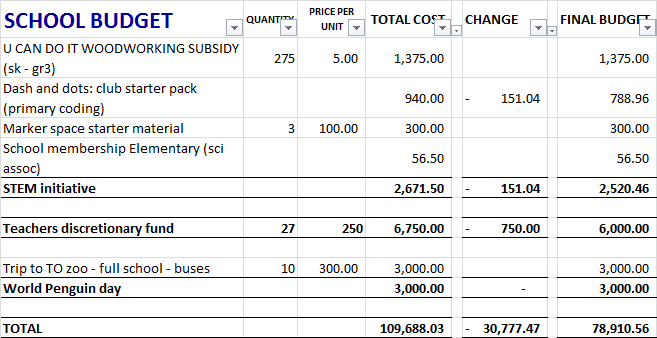 SCHOOL BUDGET QUANTITY PRICE PER UNIT TOTAL COST CHANGE FINAL BUDGET
U CAN DO IT WOODWORKING SUBSIDY
(sk - gr3) 275 5.00 1,375.00 1,375.00
Dash and dots: club starter pack
(primary coding) 940.00 - 151.04 788.96
Marker space starter material 3 100.00 300.00 300.00
School membership Elementary (sci
assoc) 56.50 56.50
STEM initiative 2,671.50 - 151.04 2,520.46
Teachers discretionary fund 27 250 6,750.00 - 750.00 6,000.00
Trip to TO zoo - full school - buses 10 300.00 3,000.00 3,000.00
World Penguin day 3,000.00 - 3,000.00
TOTAL 109,688.03 - 30,777.47 78,910.56